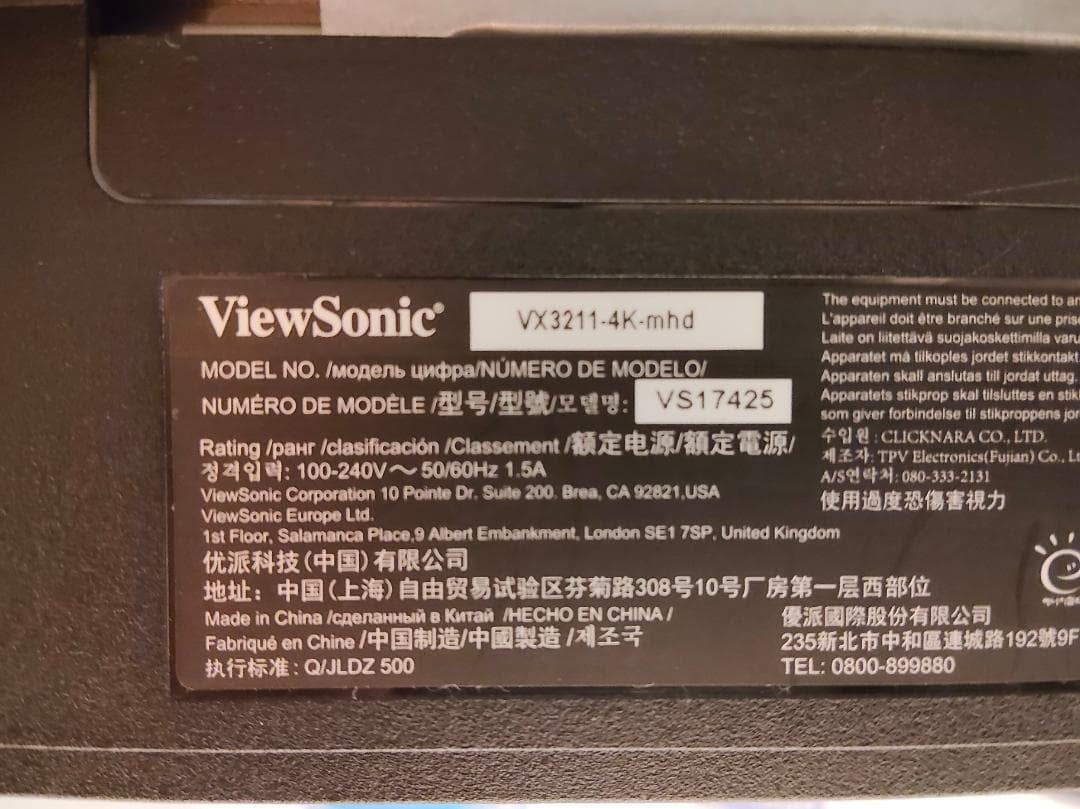 ViewSonic®
VX3211-4K-mhd
MODEL NO. /модель цифра/NÚMERO DE MODELO/
NUMÉRO DE MODÈLE /型号/型號/모델명: VS17425
Rating /ранг /clasificación /Classement /額定电源/額定電源/
정격입력: 100-240V～ 50/60Hz 1.5A
ViewSonic Corporation 10 Pointe Dr. Suite 200. Brea, CA 92821,USA
ViewSonic Europe Ltd.
1st Floor, Salamanca Place,9 Albert Embankment, London SE1 7SP, United Kingdom
优派科技(中国)有限公司
地址: 中国(上海)自由贸易试验区芬菊路308号10号厂房第一层西部位
Made in China /сделанный в Китай /HECHO EN CHINA /
Fabriqué en Chine /中国制造/中國製造 /제조국
执行标准: Q/JLDZ 500
The equipment must be connected to an
L'appareil doit être branché sur une prise
Laite on liitettävä suojakoskettimilla varu
Apparatet må tilkoples jordet stikkontakt
Apparaten skall anslutas till jordat uttag.
Apparatets stikprop skal tilsluttes en stik
som giver forbindelse til stikproppens jor
수입원: CLICKNARA CO., LTD.
제조자: TPV Electronics(Fujian) Co., Lt
A/S연락처: 080-333-2131
使用過度恐傷害視力
優派國際股份有限公司
235新北市中和區連城路192號9F
TEL: 0800-899880